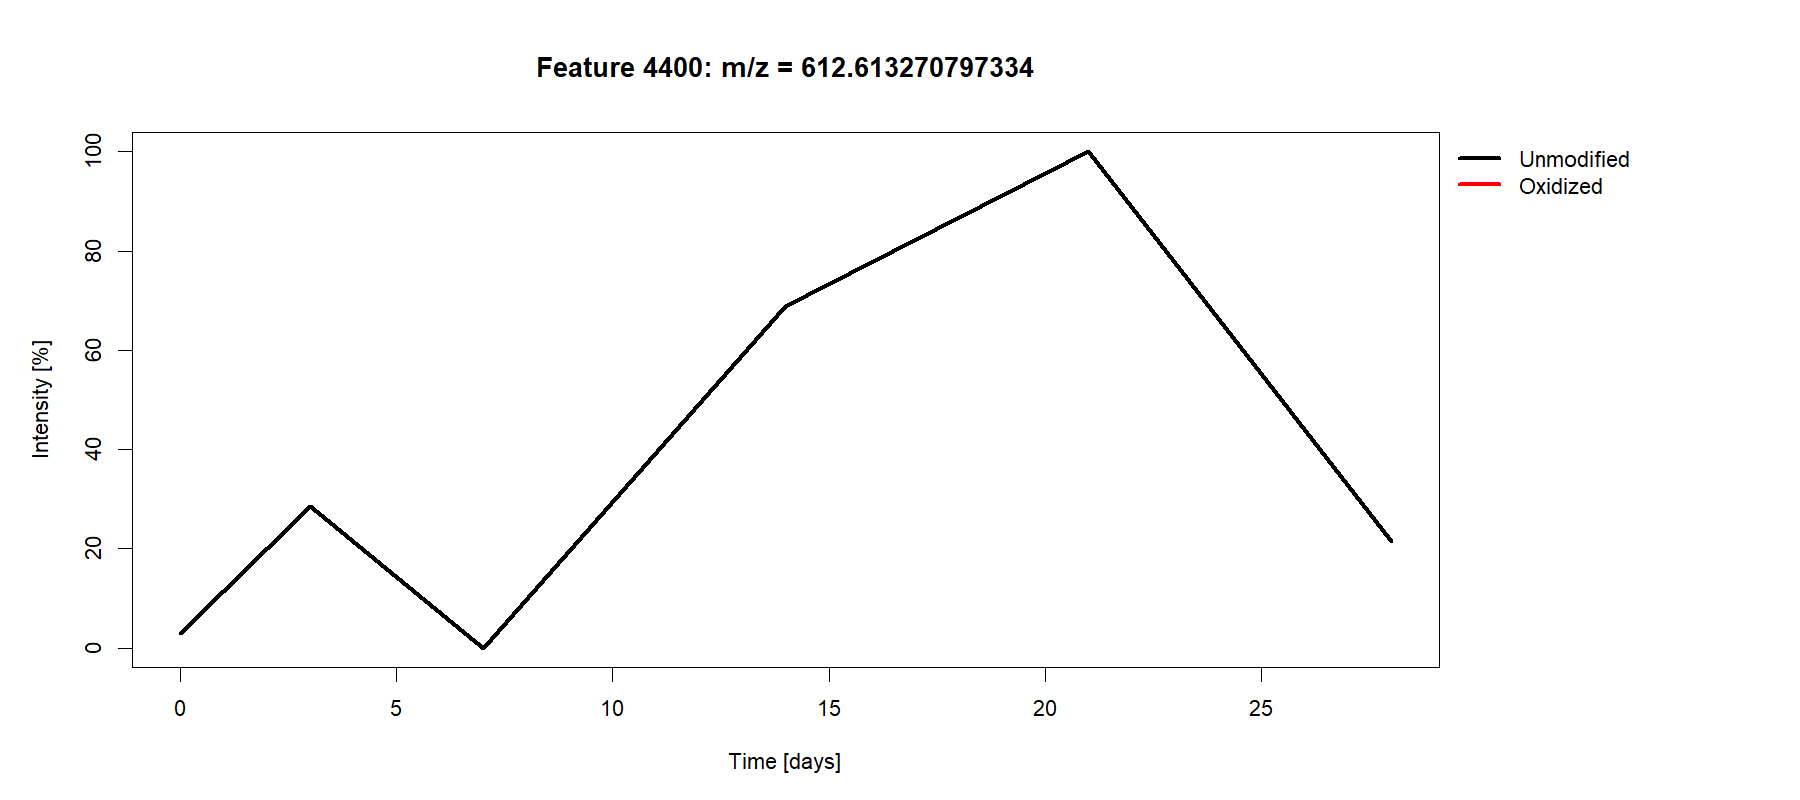 Feature 4400: m/z = 612.613270797334
Unmodified
Oxidized
Intensity [%]
100
80
60
40
20
0
0 5 10 15 20 25
Time [days]